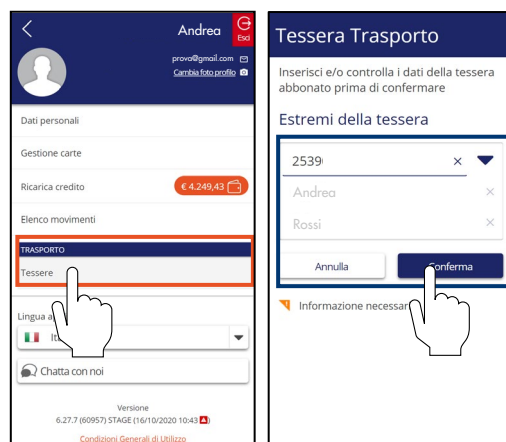 Andrea
Esci
provo@gmail.com
Cambia foto profilo
Dati personali
Gestione carte
Ricarica credito
€ 4.249,43
Elenco movimenti
TRASPORTO
Tessere
Lingua
Chatta con noi
Versione
6.27.7 (60957) STAGE (16/10/2020 10:43)
Condizioni Generali di Utilizzo
Tessera Trasporto
Inserisci e/o controlla i dati della tessera
abbonato prima di confermare
Estremi della tessera
2539
Andrea
Rossi
Annulla
Conferma
Informazione